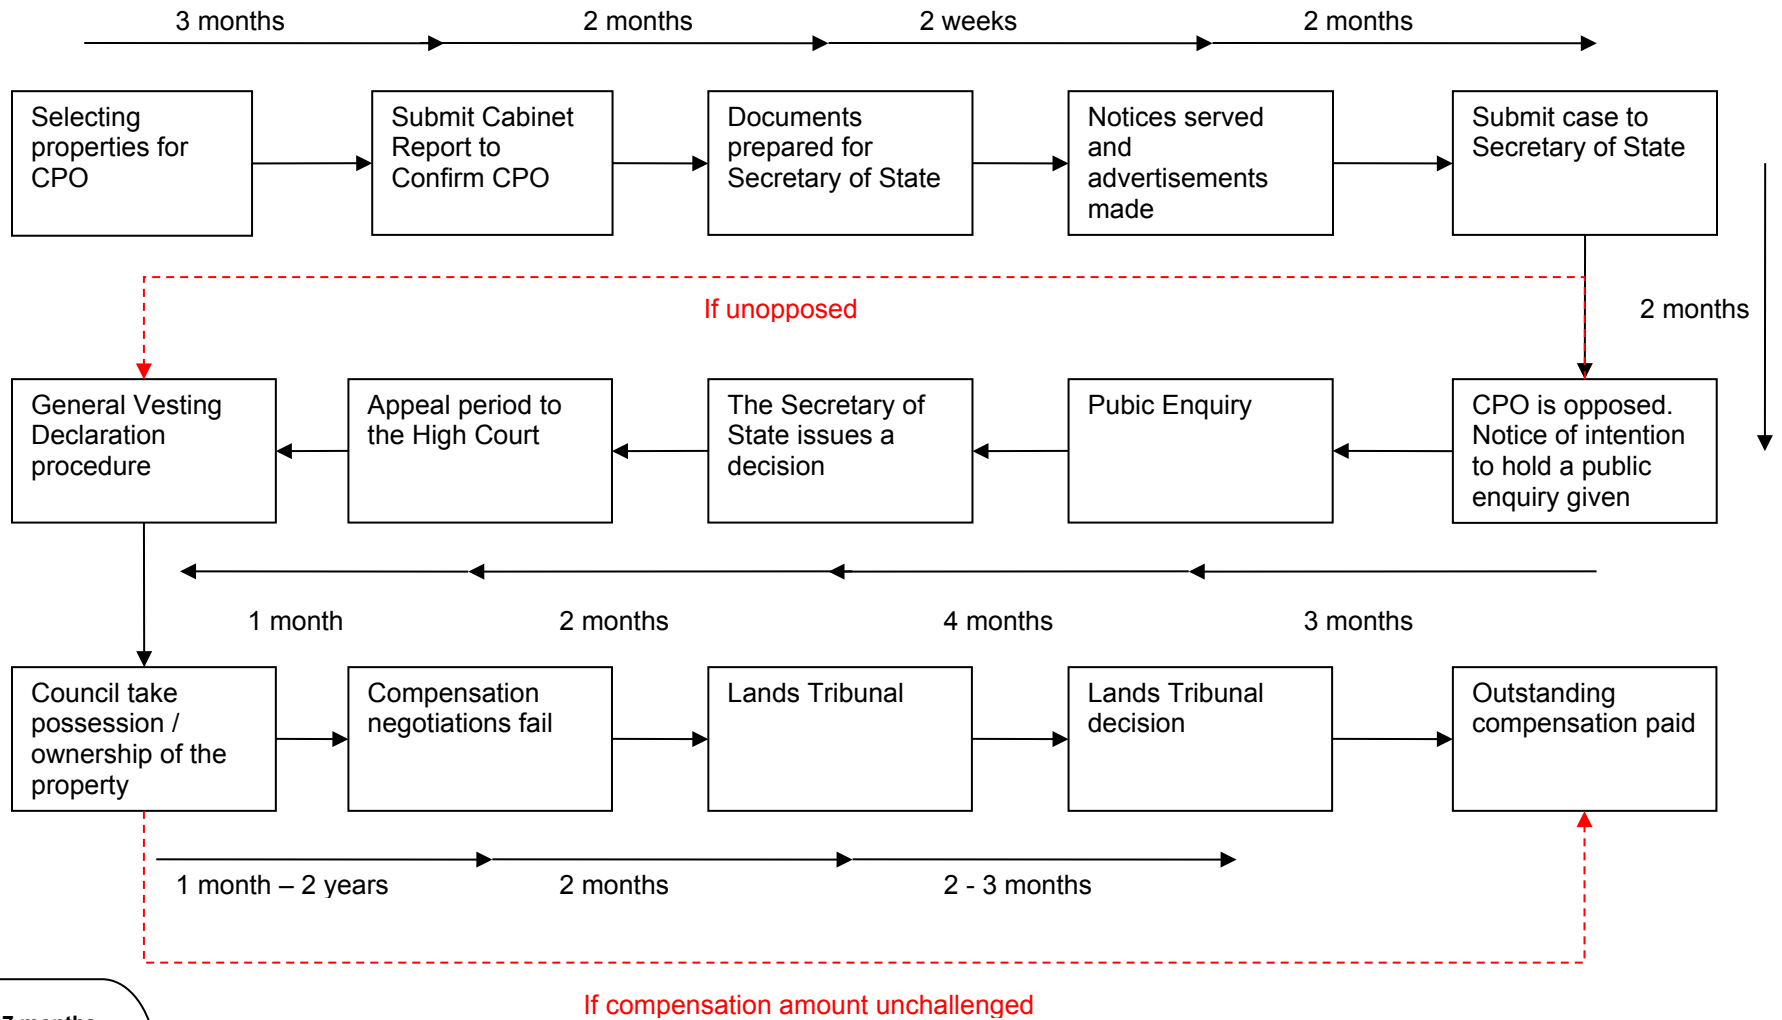 3 months
2 months
2 weeks
2 months
Selecting
properties for
CPO
Submit Cabinet
Report to
Confirm CPO
Documents
prepared for
Secretary of State
Notices served
and
advertisements
made
Submit case to
Secretary of State
If unopposed
2 months
General Vesting
Declaration
procedure
Appeal period to
the High Court
The Secretary of
State issues a
decision
Pubic Enquiry
CPO is opposed.
Notice of intention
to hold a public
enquiry given
1 month
2 months
4 months
3 months
Council take
possession /
ownership of the
property
Compensation
negotiations fail
Lands Tribunal
Lands Tribunal
decision
Outstanding
compensation paid
1 month – 2 years
2 months
2 - 3 months
If compensation amount unchallenged
months